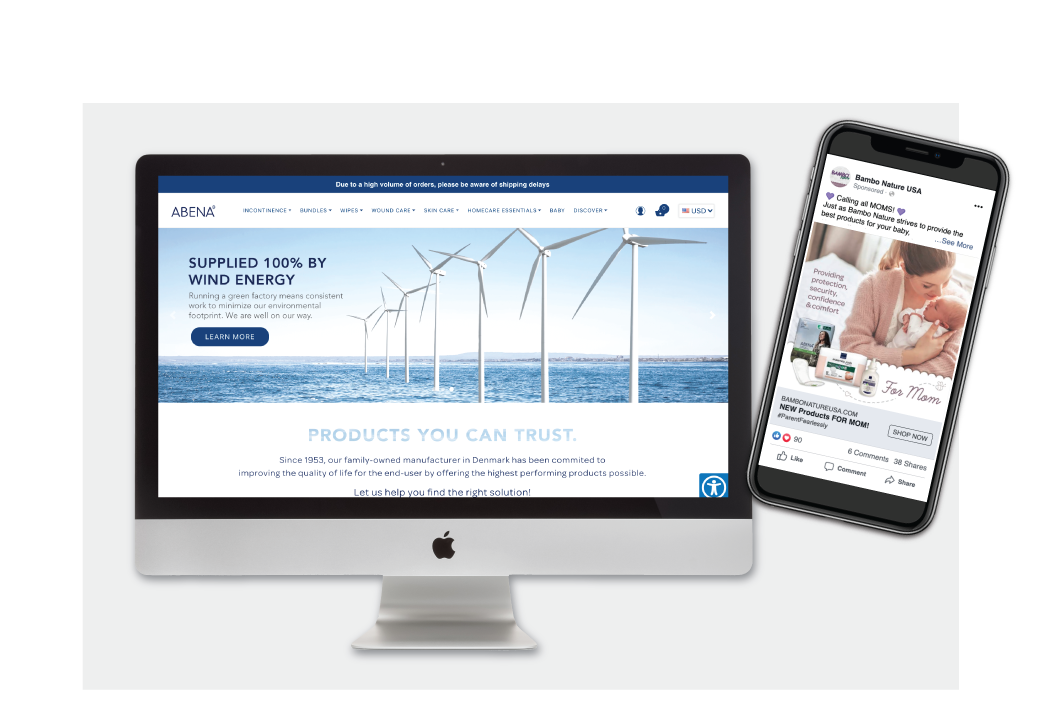 Due to a high volume of orders, please be aware of shipping delays
ABENA
INCONTINENCE BUNDLES WIPES WOUND CARE SKIN CARE HOMECARE ESSENTIALS BABY DISCOVER
0
USD
SUPPLIED 100% BY
WIND ENERGY
Running a green factory means consistent
work to minimize our environmental
footprint. We are well on our way.
LEARN MORE
PRODUCTS YOU CAN TRUST.
Since 1953, our family-owned manufacturer in Denmark has been commited to
improving the quality of life for the end-user by offering the highest performing products possible.
Let us help you find the right solution!
BAMBO
Bambo Nature USA
Sponsored ·
💜 Calling all MOMS! 💜
Just as Bambo Nature strives to provide the
best products for your baby,
...See More
Providing
protection,
security,
confidence
& comfort
For Mom
BAMBONATUREUSA.COM
NEW Products FOR MOM!
#ParentFearlessly
SHOP NOW
90
6 Comments 38 Shares
Like Comment Share